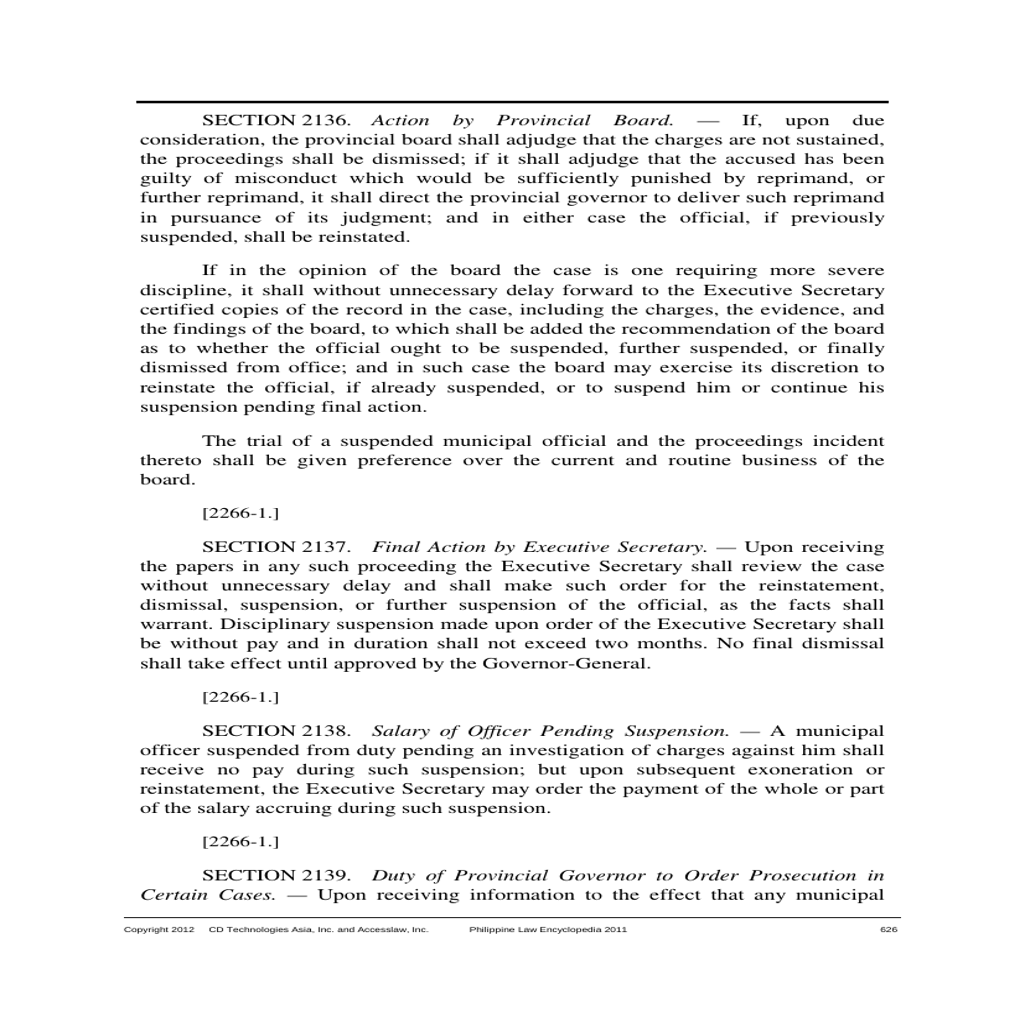 SECTION 2136. Action by Provincial Board. — If, upon due
consideration, the provincial board shall adjudge that the charges are not sustained,
the proceedings shall be dismissed; if it shall adjudge that the accused has been
guilty of misconduct which would be sufficiently punished by reprimand, or
further reprimand, it shall direct the provincial governor to deliver such reprimand
in pursuance of its judgment; and in either case the official, if previously
suspended, shall be reinstated.
If in the opinion of the board the case is one requiring more severe
discipline, it shall without unnecessary delay forward to the Executive Secretary
certified copies of the record in the case, including the charges, the evidence, and
the findings of the board, to which shall be added the recommendation of the board
as to whether the official ought to be suspended, further suspended, or finally
dismissed from office; and in such case the board may exercise its discretion to
reinstate the official, if already suspended, or to suspend him or continue his
suspension pending final action.
The trial of a suspended municipal official and the proceedings incident
thereto shall be given preference over the current and routine business of the
board.
[2266-1.]
SECTION 2137. Final Action by Executive Secretary. — Upon receiving
the papers in any such proceeding the Executive Secretary shall review the case
without unnecessary delay and shall make such order for the reinstatement,
dismissal, suspension, or further suspension of the official, as the facts shall
warrant. Disciplinary suspension made upon order of the Executive Secretary shall
be without pay and in duration shall not exceed two months. No final dismissal
shall take effect until approved by the Governor-General.
[2266-1.]
SECTION 2138. Salary of Officer Pending Suspension. — A municipal
officer suspended from duty pending an investigation of charges against him shall
receive no pay during such suspension; but upon subsequent exoneration or
reinstatement, the Executive Secretary may order the payment of the whole or part
of the salary accruing during such suspension.
[2266-1.]
SECTION 2139. Duty of Provincial Governor to Order Prosecution in
Certain Cases. — Upon receiving information to the effect that any municipal
Copyright 2012 CD Technologies Asia, Inc. and Accesslaw, Inc. Philippine Law Encyclopedia 2011 626